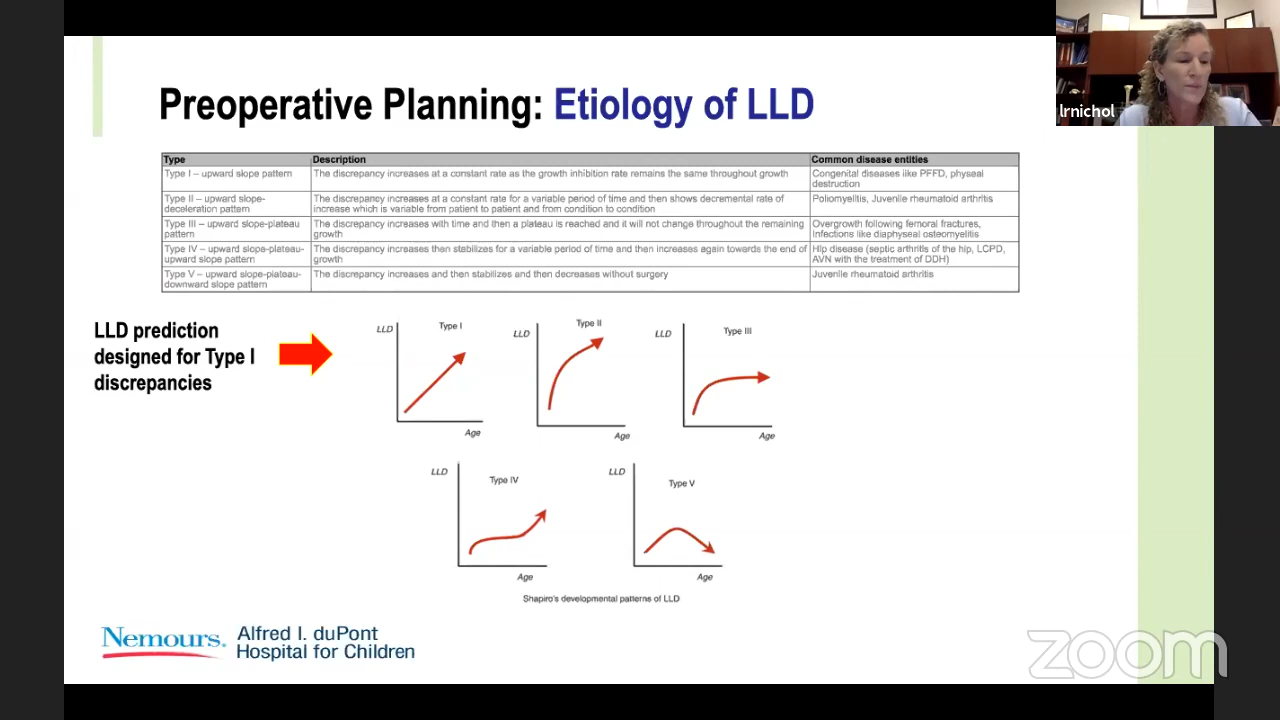 lrnichol
Preoperative Planning: Etiology of LLD
Type Description Common disease entities
Type I – upward slope pattern The discrepancy increases at a constant rate as the growth inhibition rate remains the same throughout growth Congenital diseases like PFFD, physeal
destruction
Type II – upward slope- The discrepancy increases at a constant rate for a variable period of time and then shows decremental rate of Poliomyelitis, Juvenile rheumatoid arthritis
deceleration pattern increase which is variable from patient to patient and from condition to condition
Type III – upward slope-plateau The discrepancy increases with time and then a plateau is reached and it will not change throughout the remaining Overgrowth following femoral fractures,
pattern growth Infections like diaphyseal osteomyelitis
Type IV – upward slope-plateau- The discrepancy increases then stabilizes for a variable period of time and then increases again towards the end of Hip disease (septic arthritis of the hip, LCPD,
upward slope pattern growth AVN with the treatment of DDH)
Type V – upward slope-plateau- The discrepancy increases and then stabilizes and then decreases without surgery Juvenile rheumatoid arthritis
downward slope pattern
LLD prediction
designed for Type I
discrepancies
LLD Type I
Age
LLD Type II
Age
LLD Type III
Age
LLD Type IV
Age
LLD Type V
Age
Shapiro's developmental patterns of LLD
Nemours. Alfred I. duPont
Hospital for Children
zoom